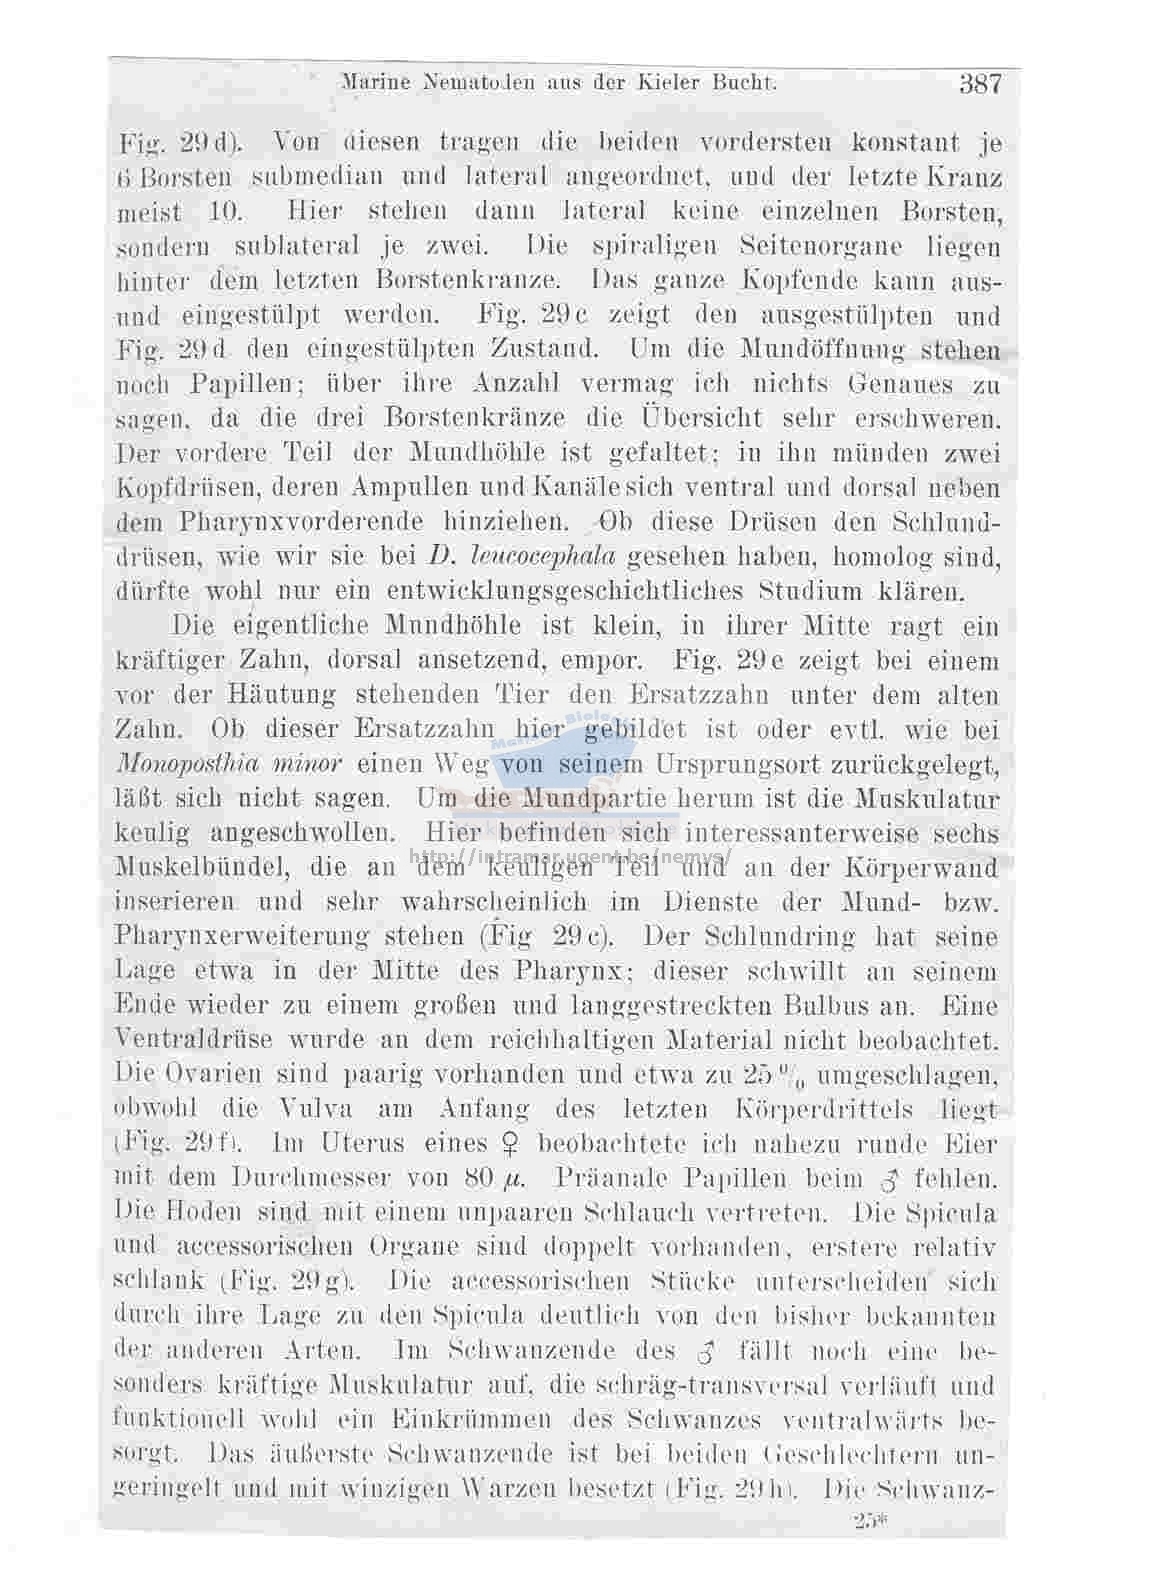 Marine Nematoden aus der Kieler Bucht. 387
Fig. 29 d). Von diesen tragen die beiden vordersten konstant je
6 Borsten submedian und lateral angeordnet, und der letzte Kranz
meist 10. Hier stehen dann lateral keine einzelnen Borsten,
sondern sublateral je zwei. Die spiraligen Seitenorgane liegen
hinter dem letzten Borstenkranze. Das ganze Kopfende kann aus-
und eingestülpt werden. Fig. 29 c zeigt den ausgestülpten und
Fig. 29 d den eingestülpten Zustand. Um die Mundöffnung stehen
noch Papillen; über ihre Anzahl vermag ich nichts Genaues zu
sagen, da die drei Borstenkränze die Übersicht sehr erschweren.
Der vordere Teil der Mundhöhle ist gefaltet; in ihn münden zwei
Kopfdrüsen, deren Ampullen und Kanäle sich ventral und dorsal neben
dem Pharynxvorderende hinziehen. Ob diese Drüsen den Schlund-
drüsen, wie wir sie bei D. leucocephala gesehen haben, homolog sind,
dürfte wohl nur ein entwicklungsgeschichtliches Studium klären.
Die eigentliche Mundhöhle ist klein, in ihrer Mitte ragt ein
kräftiger Zahn, dorsal ansetzend, empor. Fig. 29 e zeigt bei einem
vor der Häutung stehenden Tier den Ersatzzahn unter dem alten
Zahn. Ob dieser Ersatzzahn hier gebildet ist oder evtl. wie bei
Monoposthia minor einen Weg von seinem Ursprungsort zurückgelegt,
läßt sich nicht sagen. Um die Mundpartie herum ist die Muskulatur
keulig angeschwollen. Hier befinden sich interessanterweise sechs
http://intramar.ugent.be/nemys/
Muskelbündel, die an dem keuligen Teil und an der Körperwand
inserieren und sehr wahrscheinlich im Dienste der Mund- bzw.
Pharynxerweiterung stehen (Fig 29 c). Der Schlundring hat seine
Lage etwa in der Mitte des Pharynx; dieser schwillt an seinem
Ende wieder zu einem großen und langgestreckten Bulbus an. Eine
Ventraldrüse wurde an dem reichhaltigen Material nicht beobachtet.
Die Ovarien sind paarig vorhanden und etwa zu 25 % umgeschlagen,
obwohl die Vulva am Anfang des letzten Körperdrittels liegt
(Fig. 29 f). Im Uterus eines ♀ beobachtete ich nahezu runde Eier
mit dem Durchmesser von 80 μ. Präanale Papillen beim ♂ fehlen.
Die Hoden sind mit einem unpaaren Schlauch vertreten. Die Spicula
und accessorischen Organe sind doppelt vorhanden, erstere relativ
schlank (Fig. 29 g). Die accessorischen Stücke unterscheiden sich
durch ihre Lage zu den Spicula deutlich von den bisher bekannten
der anderen Arten. Im Schwanzende des ♂ fällt noch eine be-
sonders kräftige Muskulatur auf, die schräg-transversal verläuft und
funktionell wohl ein Einkrümmen des Schwanzes ventralwärts be-
sorgt. Das äußerste Schwanzende ist bei beiden Geschlechtern un-
geringelt und mit winzigen Warzen besetzt (Fig. 29 h). Die Schwanz-
25*